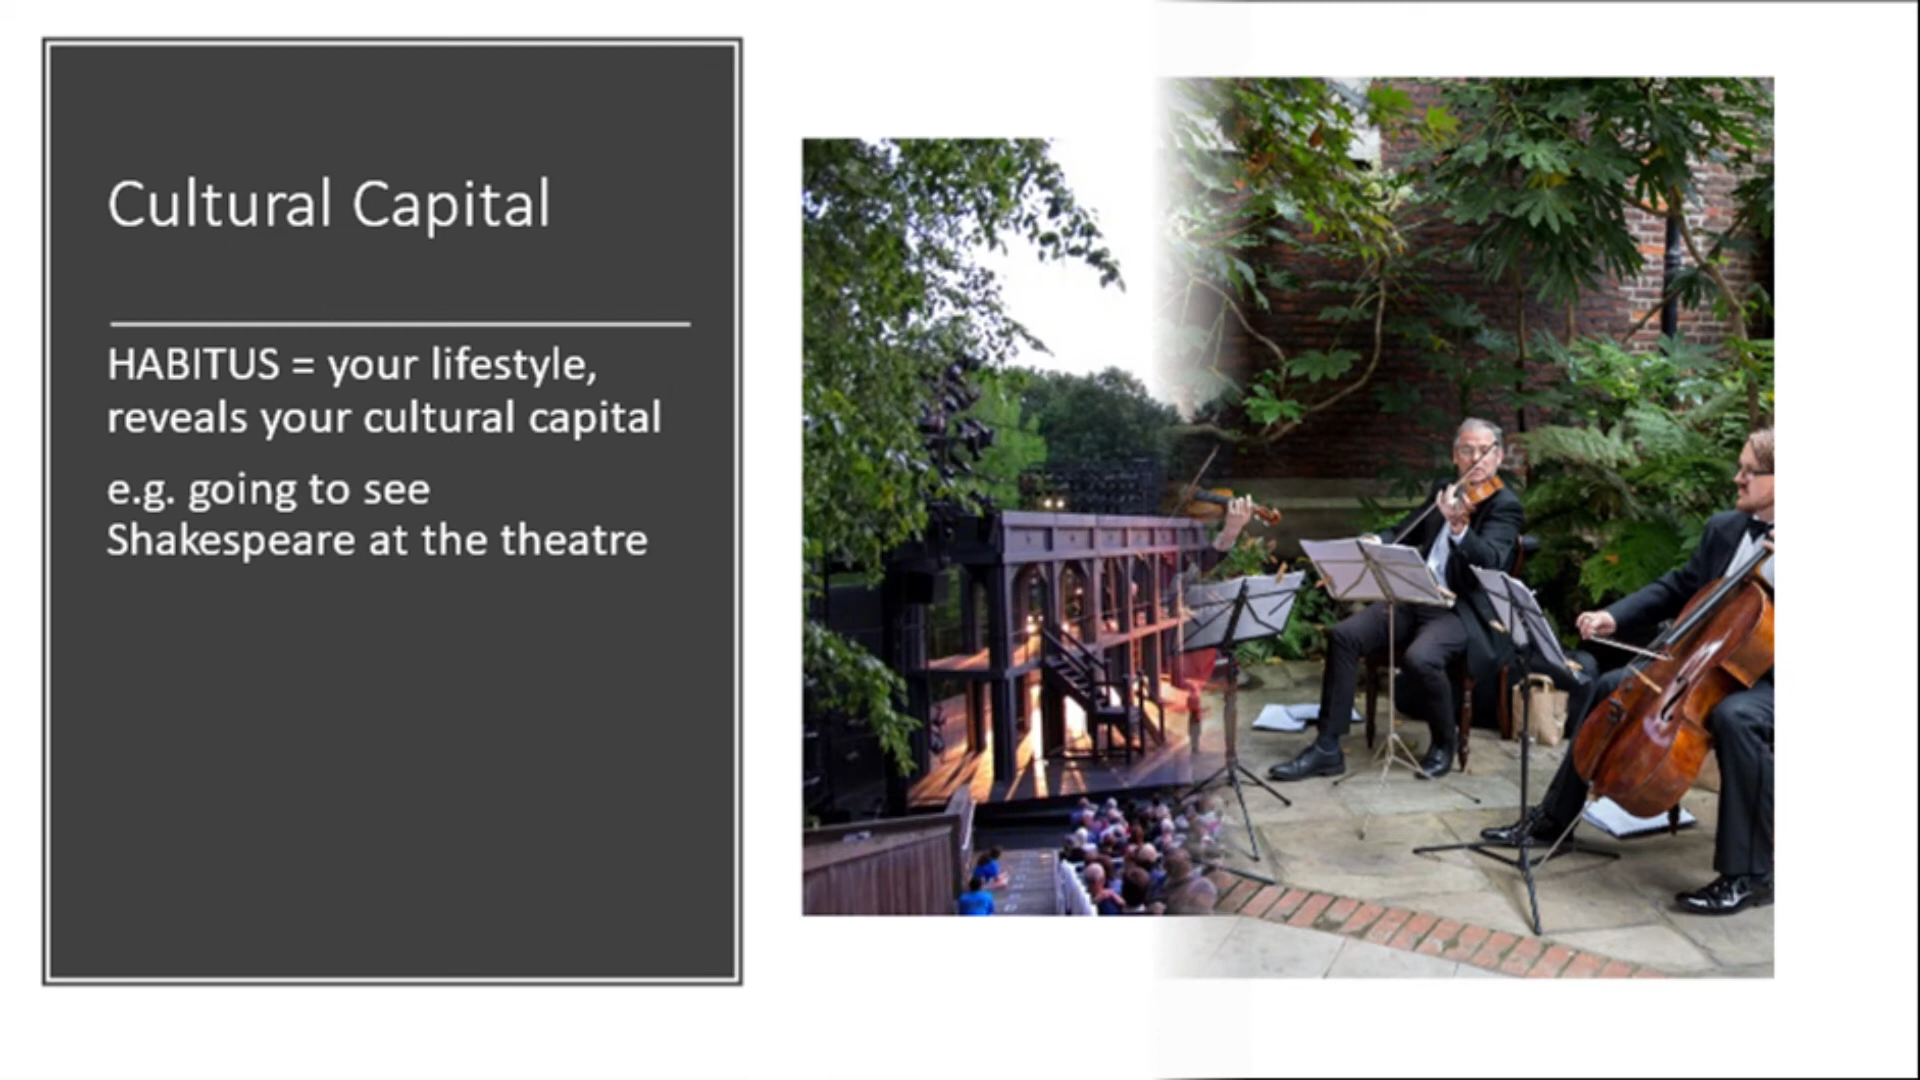 Cultural Capital
HABITUS = your lifestyle,
reveals your cultural capital
e.g. going to see
Shakespeare at the theatre